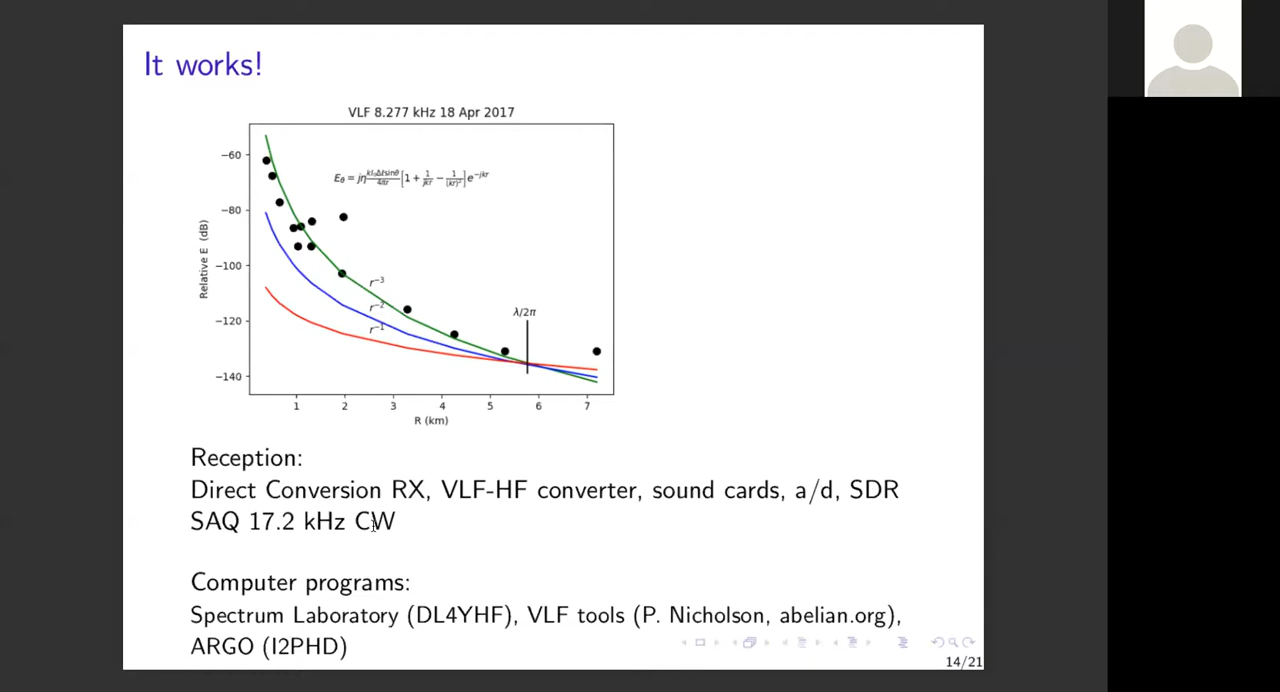 It works!
VLF 8.277 kHz 18 Apr 2017
−60
−80
−100
−120
−140
Relative E (dB)
r⁻³
r⁻²
r⁻¹
λ/2π
1 2 3 4 5 6 7
R (km)
Reception:
Direct Conversion RX, VLF-HF converter, sound cards, a/d, SDR
SAQ 17.2 kHz CW
Computer programs:
Spectrum Laboratory (DL4YHF), VLF tools (P. Nicholson, abelian.org),
ARGO (I2PHD)
14/21